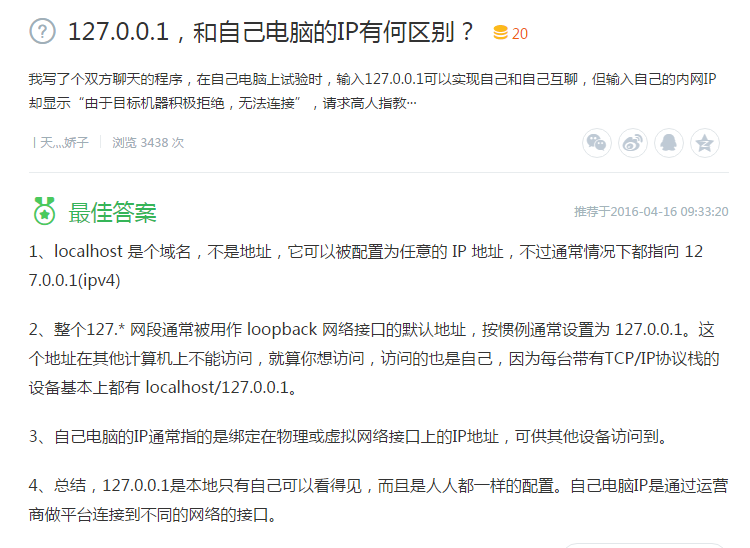 127.0.0.1，和自己电脑的IP有何区别？ 20
我写了个双方聊天的程序，在自己电脑上试验时，输入127.0.0.1可以实现自己和自己互聊，但输入自己的内网IP
却显示“由于目标机器积极拒绝，无法连接”，请求高人指教···
丨天灬娇子 浏览 3438 次
最佳答案 推荐于2016-04-16 09:33:20
1、localhost 是个域名，不是地址，它可以被配置为任意的 IP 地址，不过通常情况下都指向 12
7.0.0.1(ipv4)
2、整个127.* 网段通常被用作 loopback 网络接口的默认地址，按惯例通常设置为 127.0.0.1。这
个地址在其他计算机上不能访问，就算你想访问，访问的也是自己，因为每台带有TCP/IP协议栈的
设备基本上都有 localhost/127.0.0.1。
3、自己电脑的IP通常指的是绑定在物理或虚拟网络接口上的IP地址，可供其他设备访问到。
4、总结，127.0.0.1是本地只有自己可以看得见，而且是人人都一样的配置。自己电脑IP是通过运营
商做平台连接到不同的网络的接口。